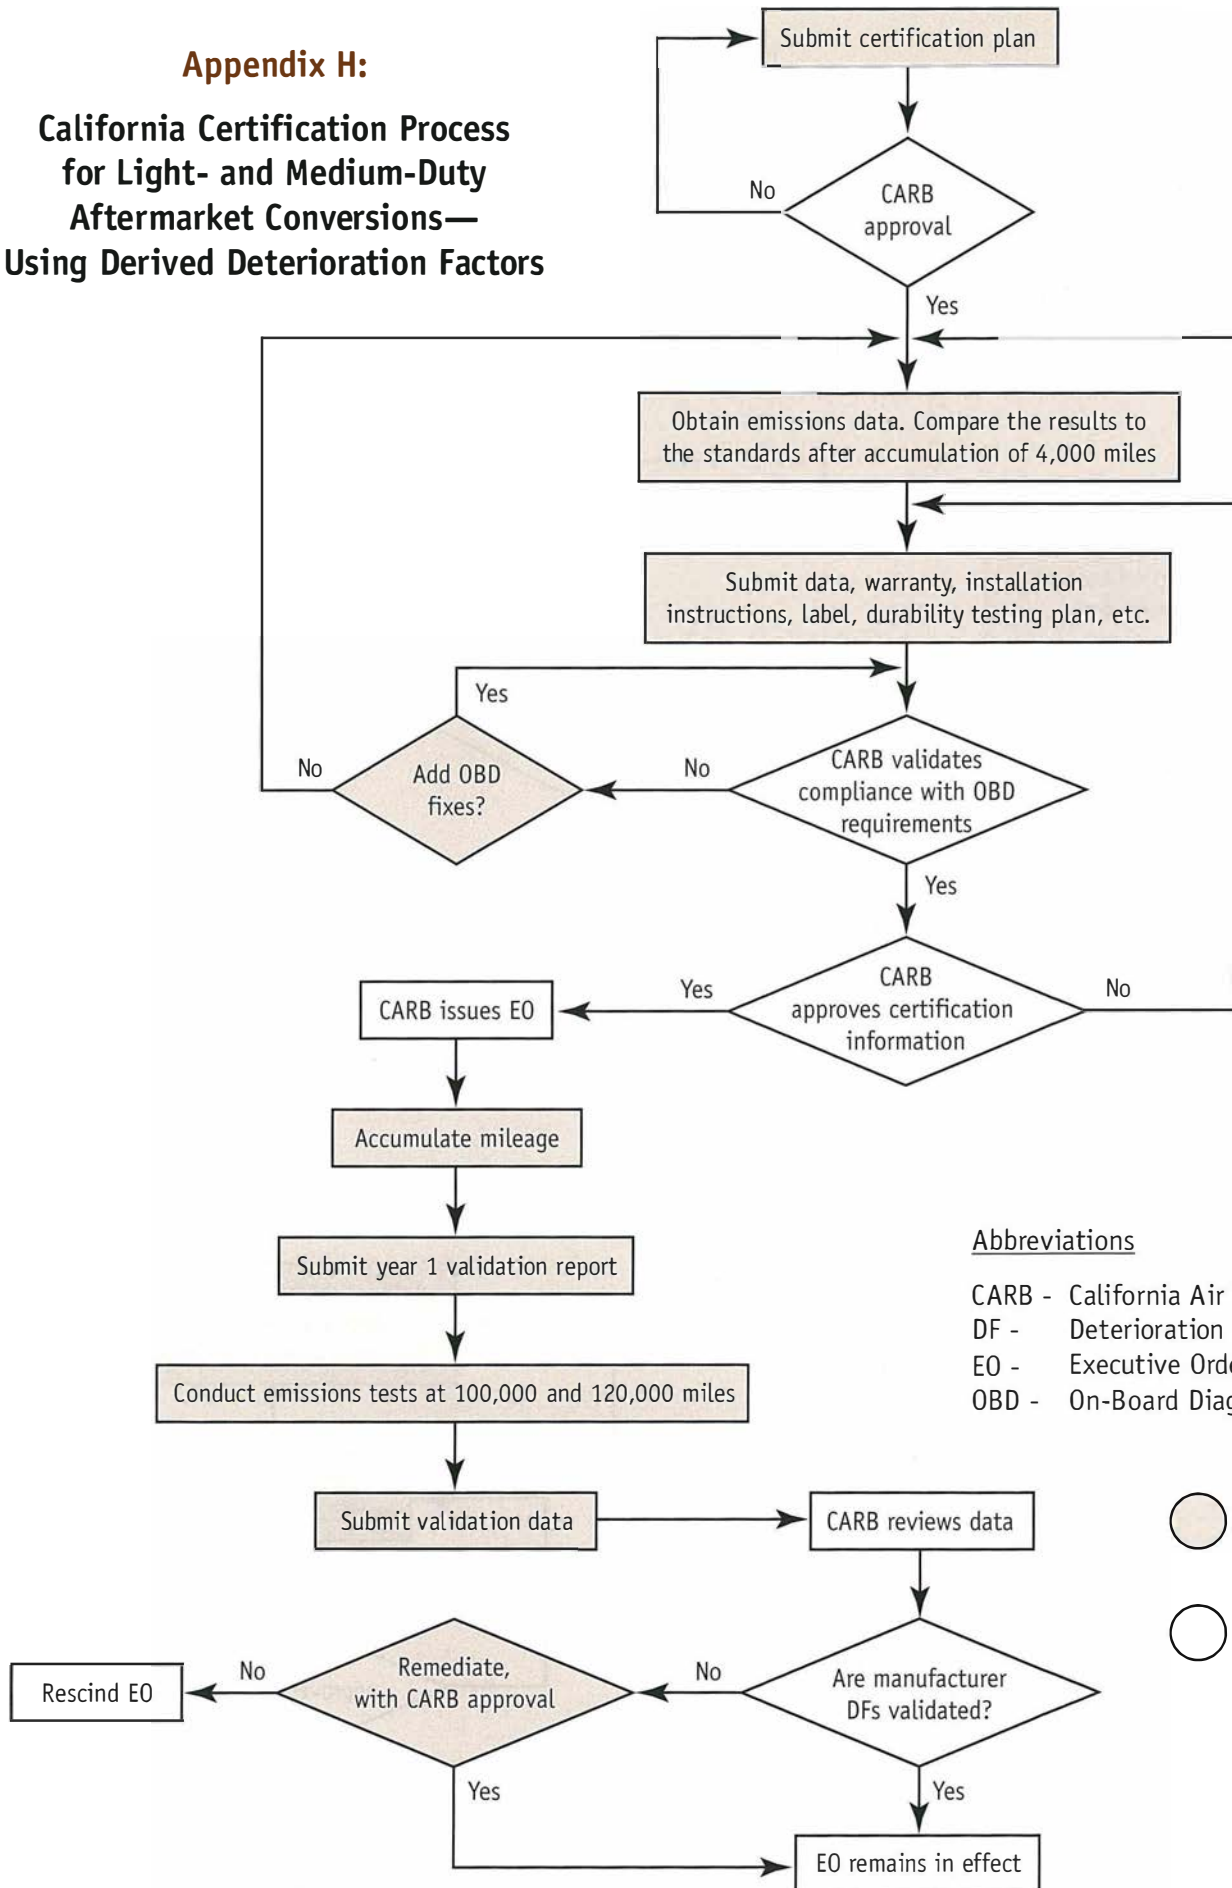 Appendix H:
California Certification Process
for Light- and Medium-Duty
Aftermarket Conversions—
Using Derived Deterioration Factors
Submit certification plan
CARB
approval
No
Yes
Obtain emissions data. Compare the results to
the standards after accumulation of 4,000 miles
Submit data, warranty, installation
instructions, label, durability testing plan, etc.
Yes
No
Add OBD
fixes?
No
CARB validates
compliance with OBD
requirements
Yes
CARB issues EO
Yes
CARB
approves certification
information
No
Accumulate mileage
Submit year 1 validation report
Abbreviations
CARB - California Air
DF - Deterioration
EO - Executive Orde
OBD - On-Board Diag
Conduct emissions tests at 100,000 and 120,000 miles
Submit validation data
CARB reviews data
Rescind EO
No
Remediate,
with CARB approval
No
Are manufacturer
DFs validated?
Yes
Yes
EO remains in effect